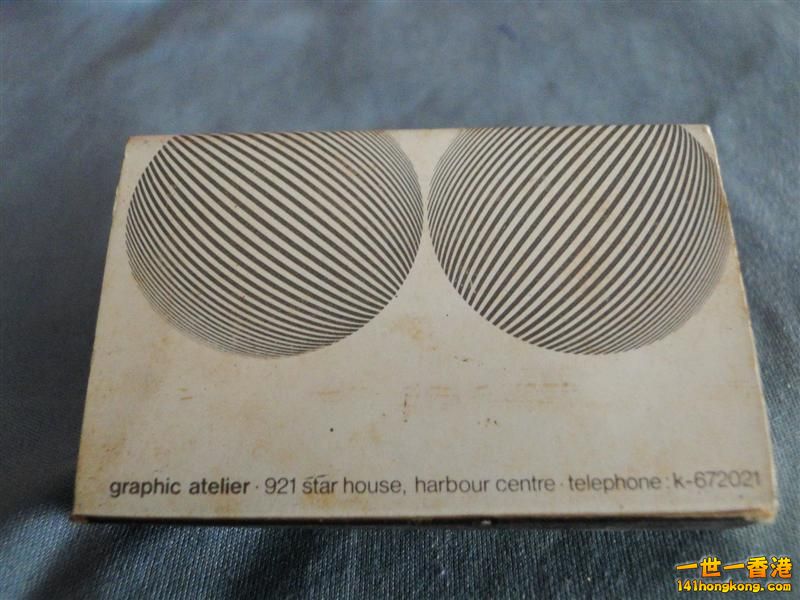 graphic atelier · 921 star house, harbour centre · telephone: k-672021
一世一香港
141hongkong.com